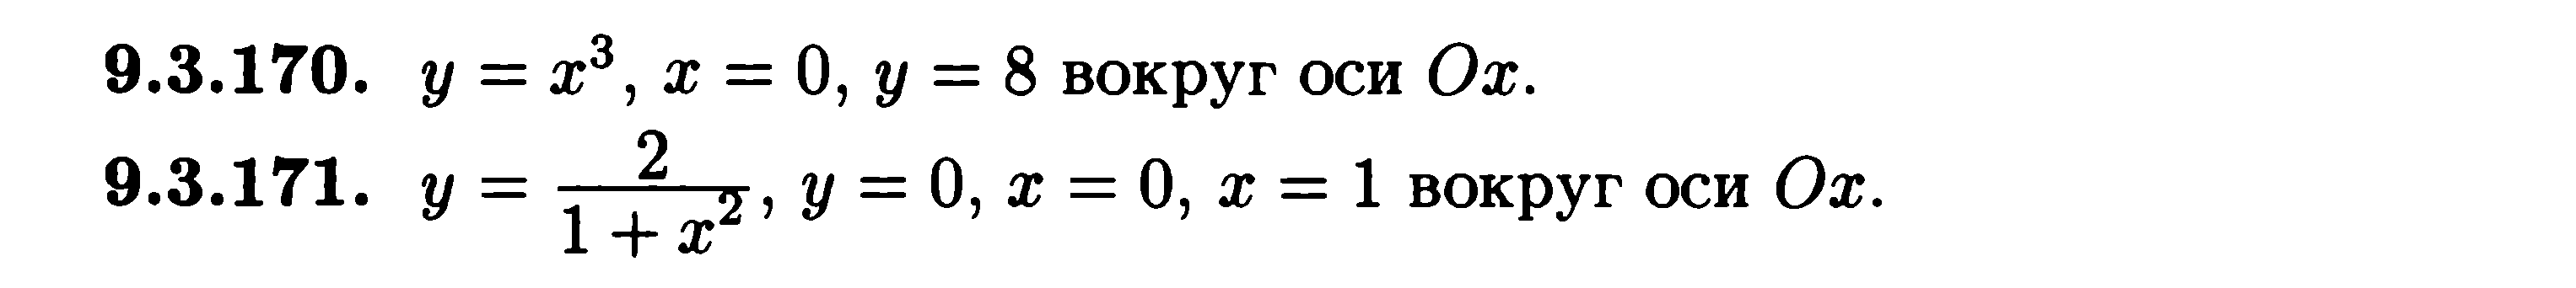 9.3.170. y = x³, x = 0, y = 8 вокруг оси Ox.
9.3.171. y = 2/(1 + x²), y = 0, x = 0, x = 1 вокруг оси Ox.